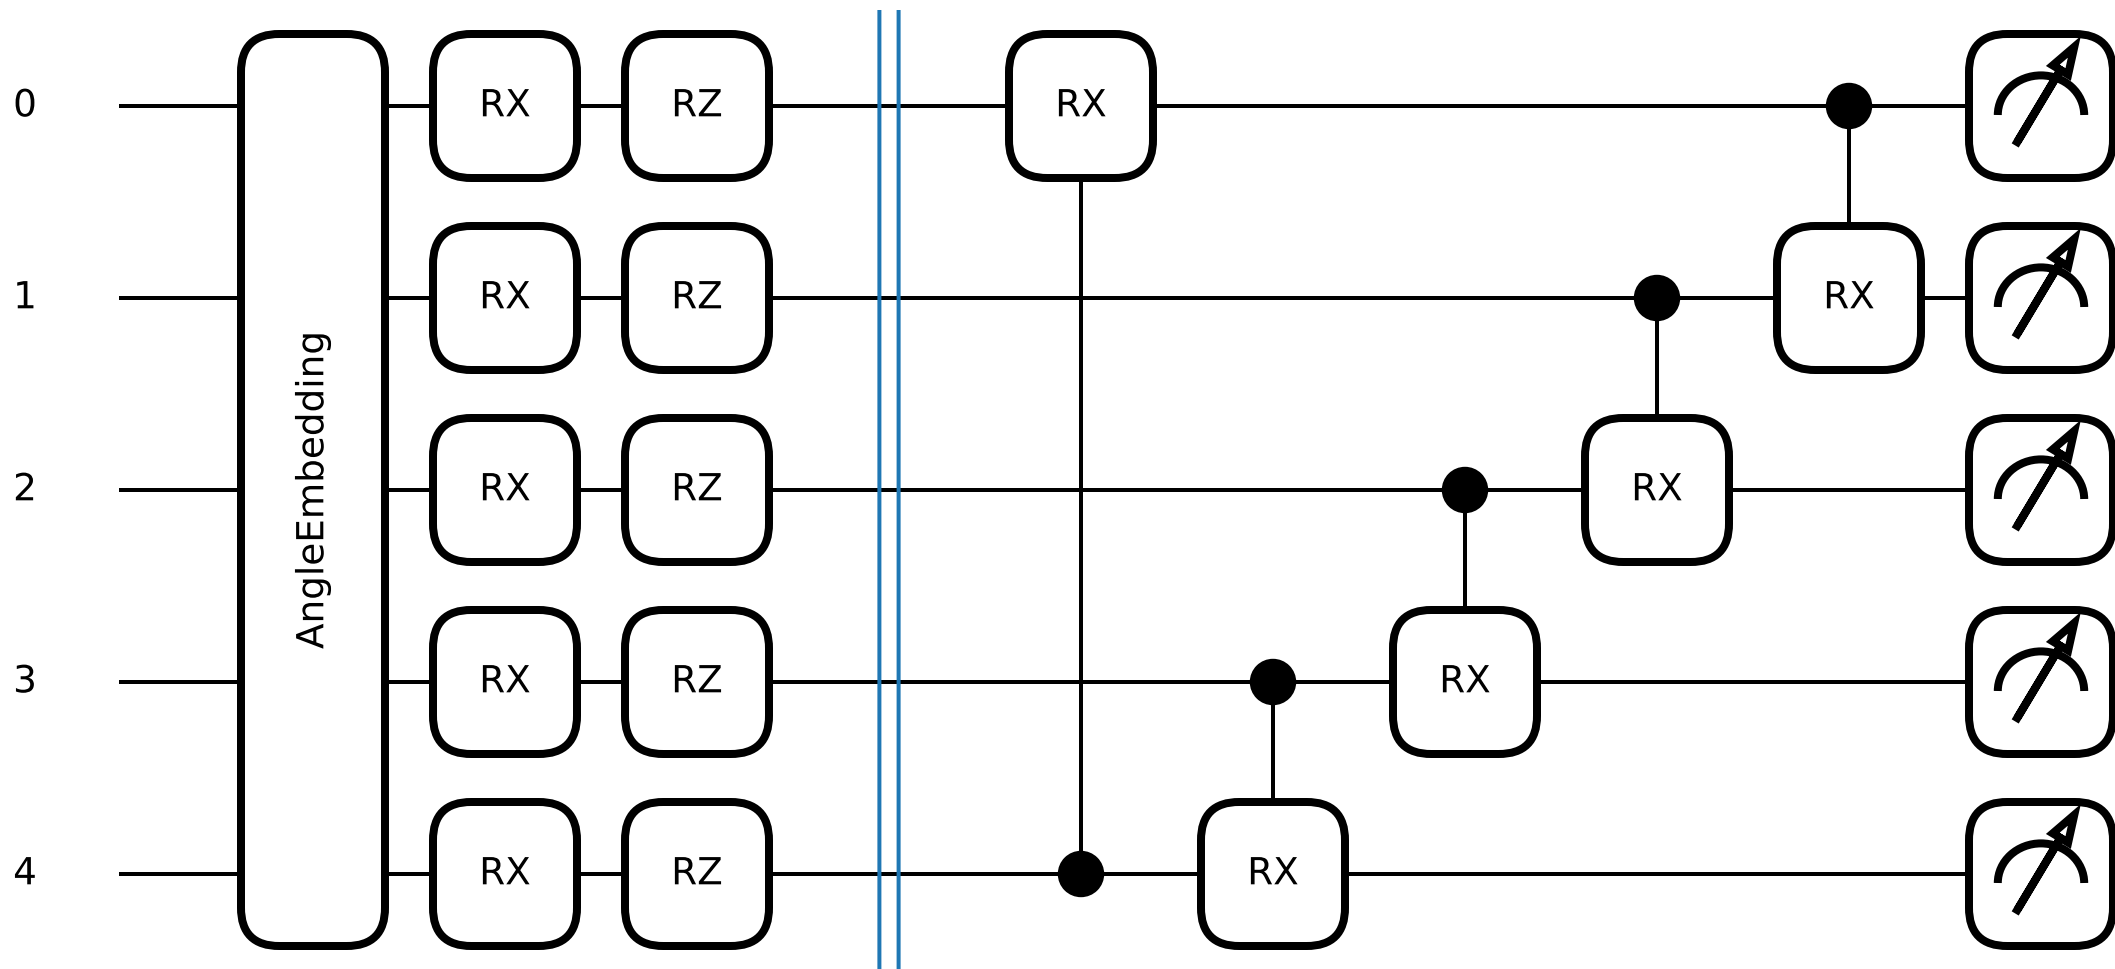 0 RX RZ RX
1 RX RZ RX
AngleEmbedding
2 RX RZ RX
3 RX RZ RX
4 RX RZ RX